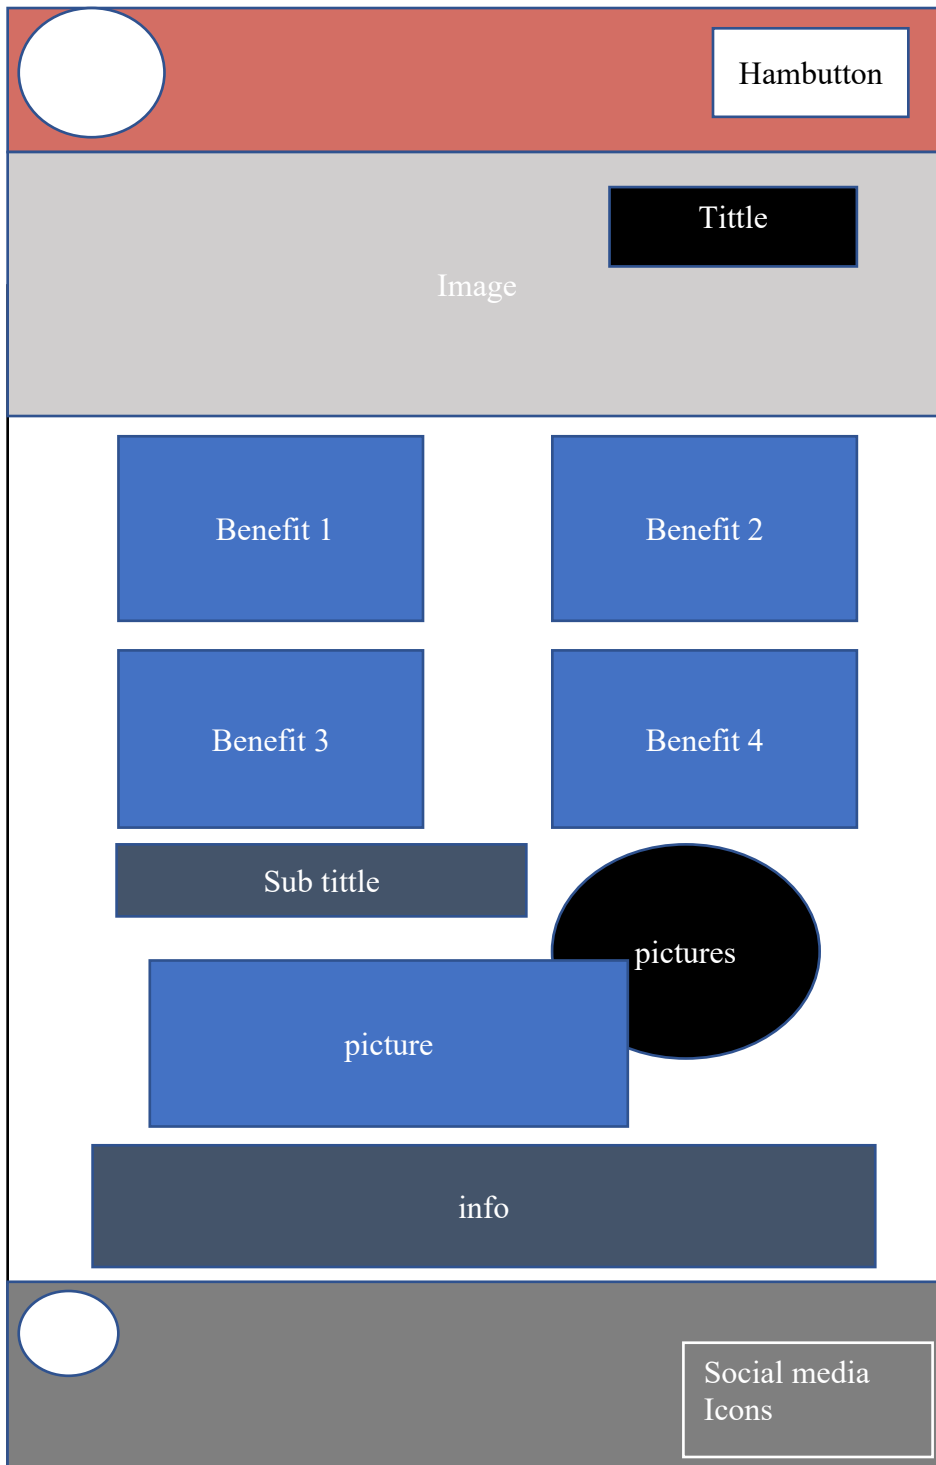 Hambutton
Tittle
Image
Benefit 1
Benefit 2
Benefit 3
Benefit 4
Sub tittle
pictures
picture
info
Social media
Icons